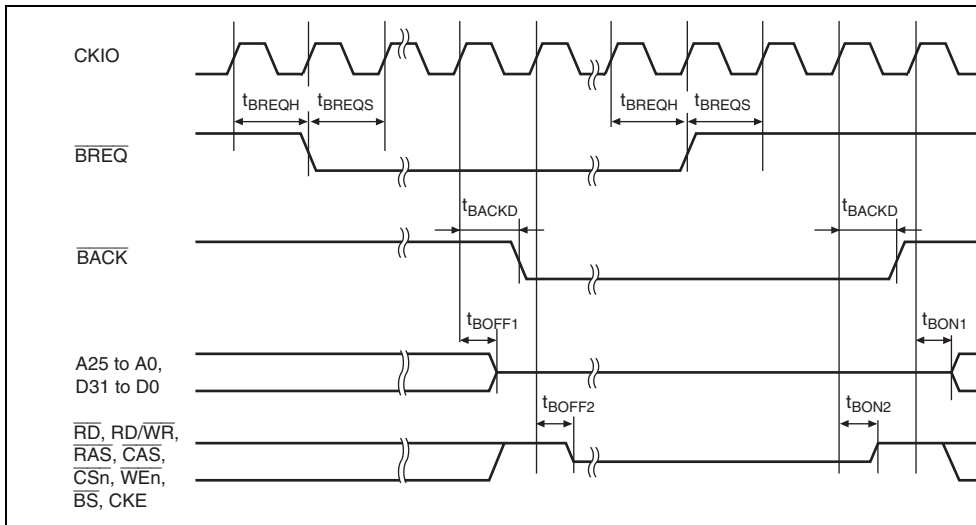 CKIO
tBREQH tBREQS tBREQH tBREQS
BREQ
tBACKD tBACKD
BACK
tBOFF1 tBON1
A25 to A0,
D31 to D0
tBOFF2 tBON2
RD, RD/WR,
RAS, CAS,
CSn, WEn,
BS, CKE